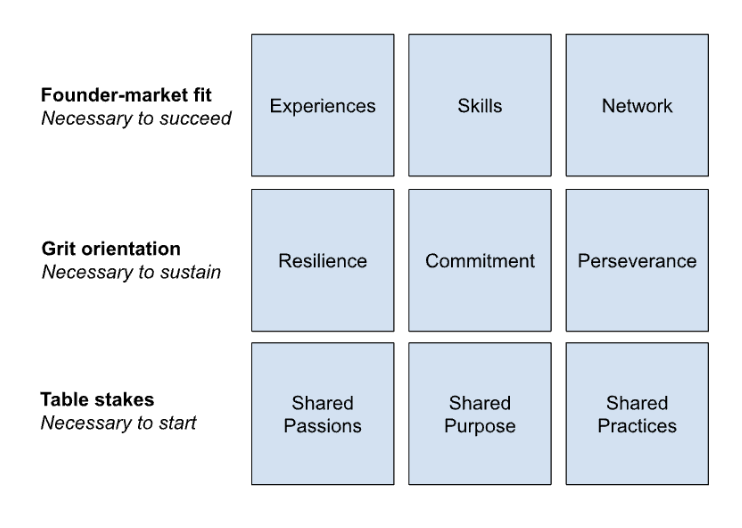 Founder-market fit
Necessary to succeed
Experiences
Skills
Network
Grit orientation
Necessary to sustain
Resilience
Commitment
Perseverance
Table stakes
Necessary to start
Shared
Passions
Shared
Purpose
Shared
Practices